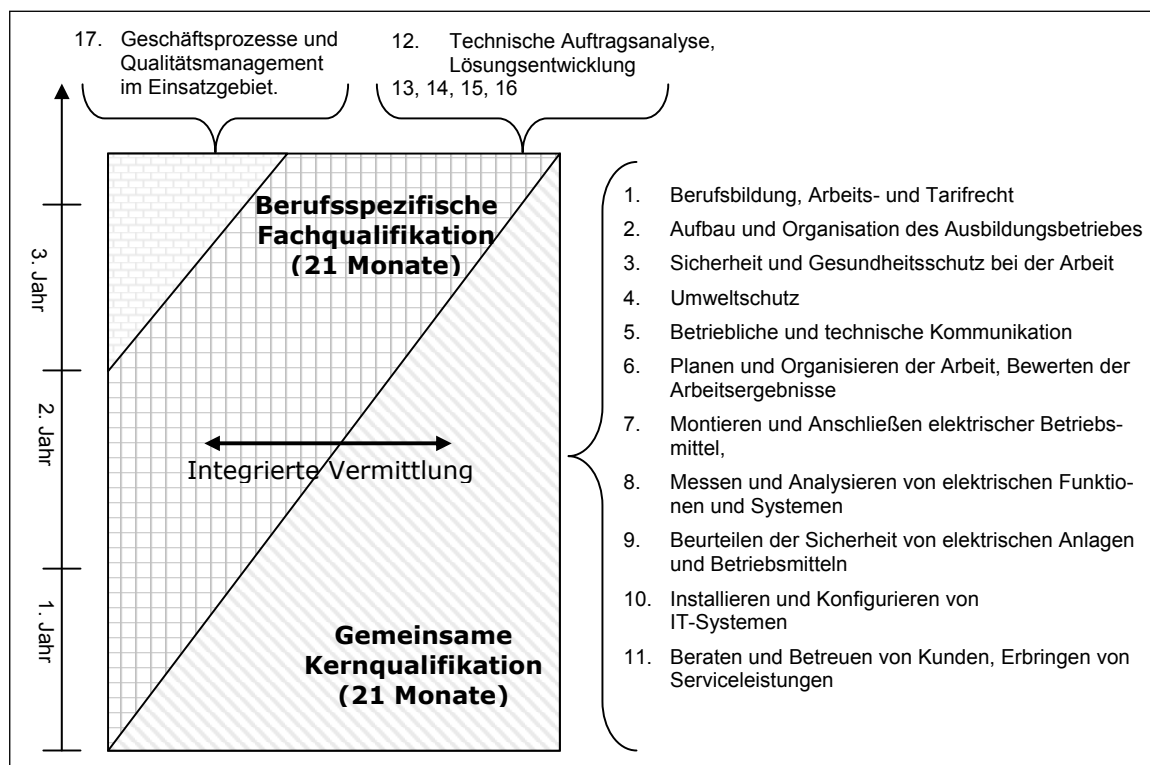 17. Geschäftsprozesse und
Qualitätsmanagement
im Einsatzgebiet.
12. Technische Auftragsanalyse,
Lösungsentwicklung
13, 14, 15, 16
3. Jahr
2. Jahr
1. Jahr
Berufsspezifische
Fachqualifikation
(21 Monate)
Integrierte Vermittlung
Gemeinsame
Kernqualifikation
(21 Monate)
1. Berufsbildung, Arbeits- und Tarifrecht
2. Aufbau und Organisation des Ausbildungsbetriebes
3. Sicherheit und Gesundheitsschutz bei der Arbeit
4. Umweltschutz
5. Betriebliche und technische Kommunikation
6. Planen und Organisieren der Arbeit, Bewerten der
Arbeitsergebnisse
7. Montieren und Anschließen elektrischer Betriebs-
mittel,
8. Messen und Analysieren von elektrischen Funktio-
nen und Systemen
9. Beurteilen der Sicherheit von elektrischen Anlagen
und Betriebsmitteln
10. Installieren und Konfigurieren von
IT-Systemen
11. Beraten und Betreuen von Kunden, Erbringen von
Serviceleistungen